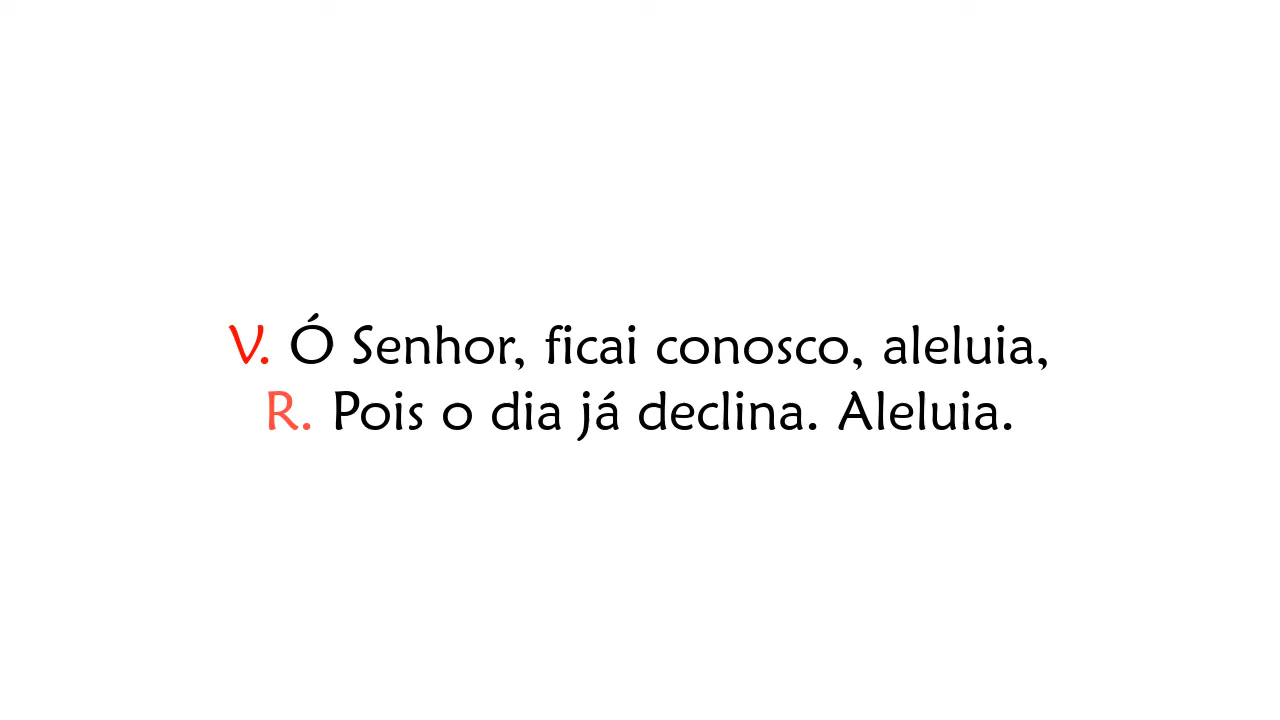 V. Ó Senhor, ficai conosco, aleluia,
R. Pois o dia já declina. Aleluia.